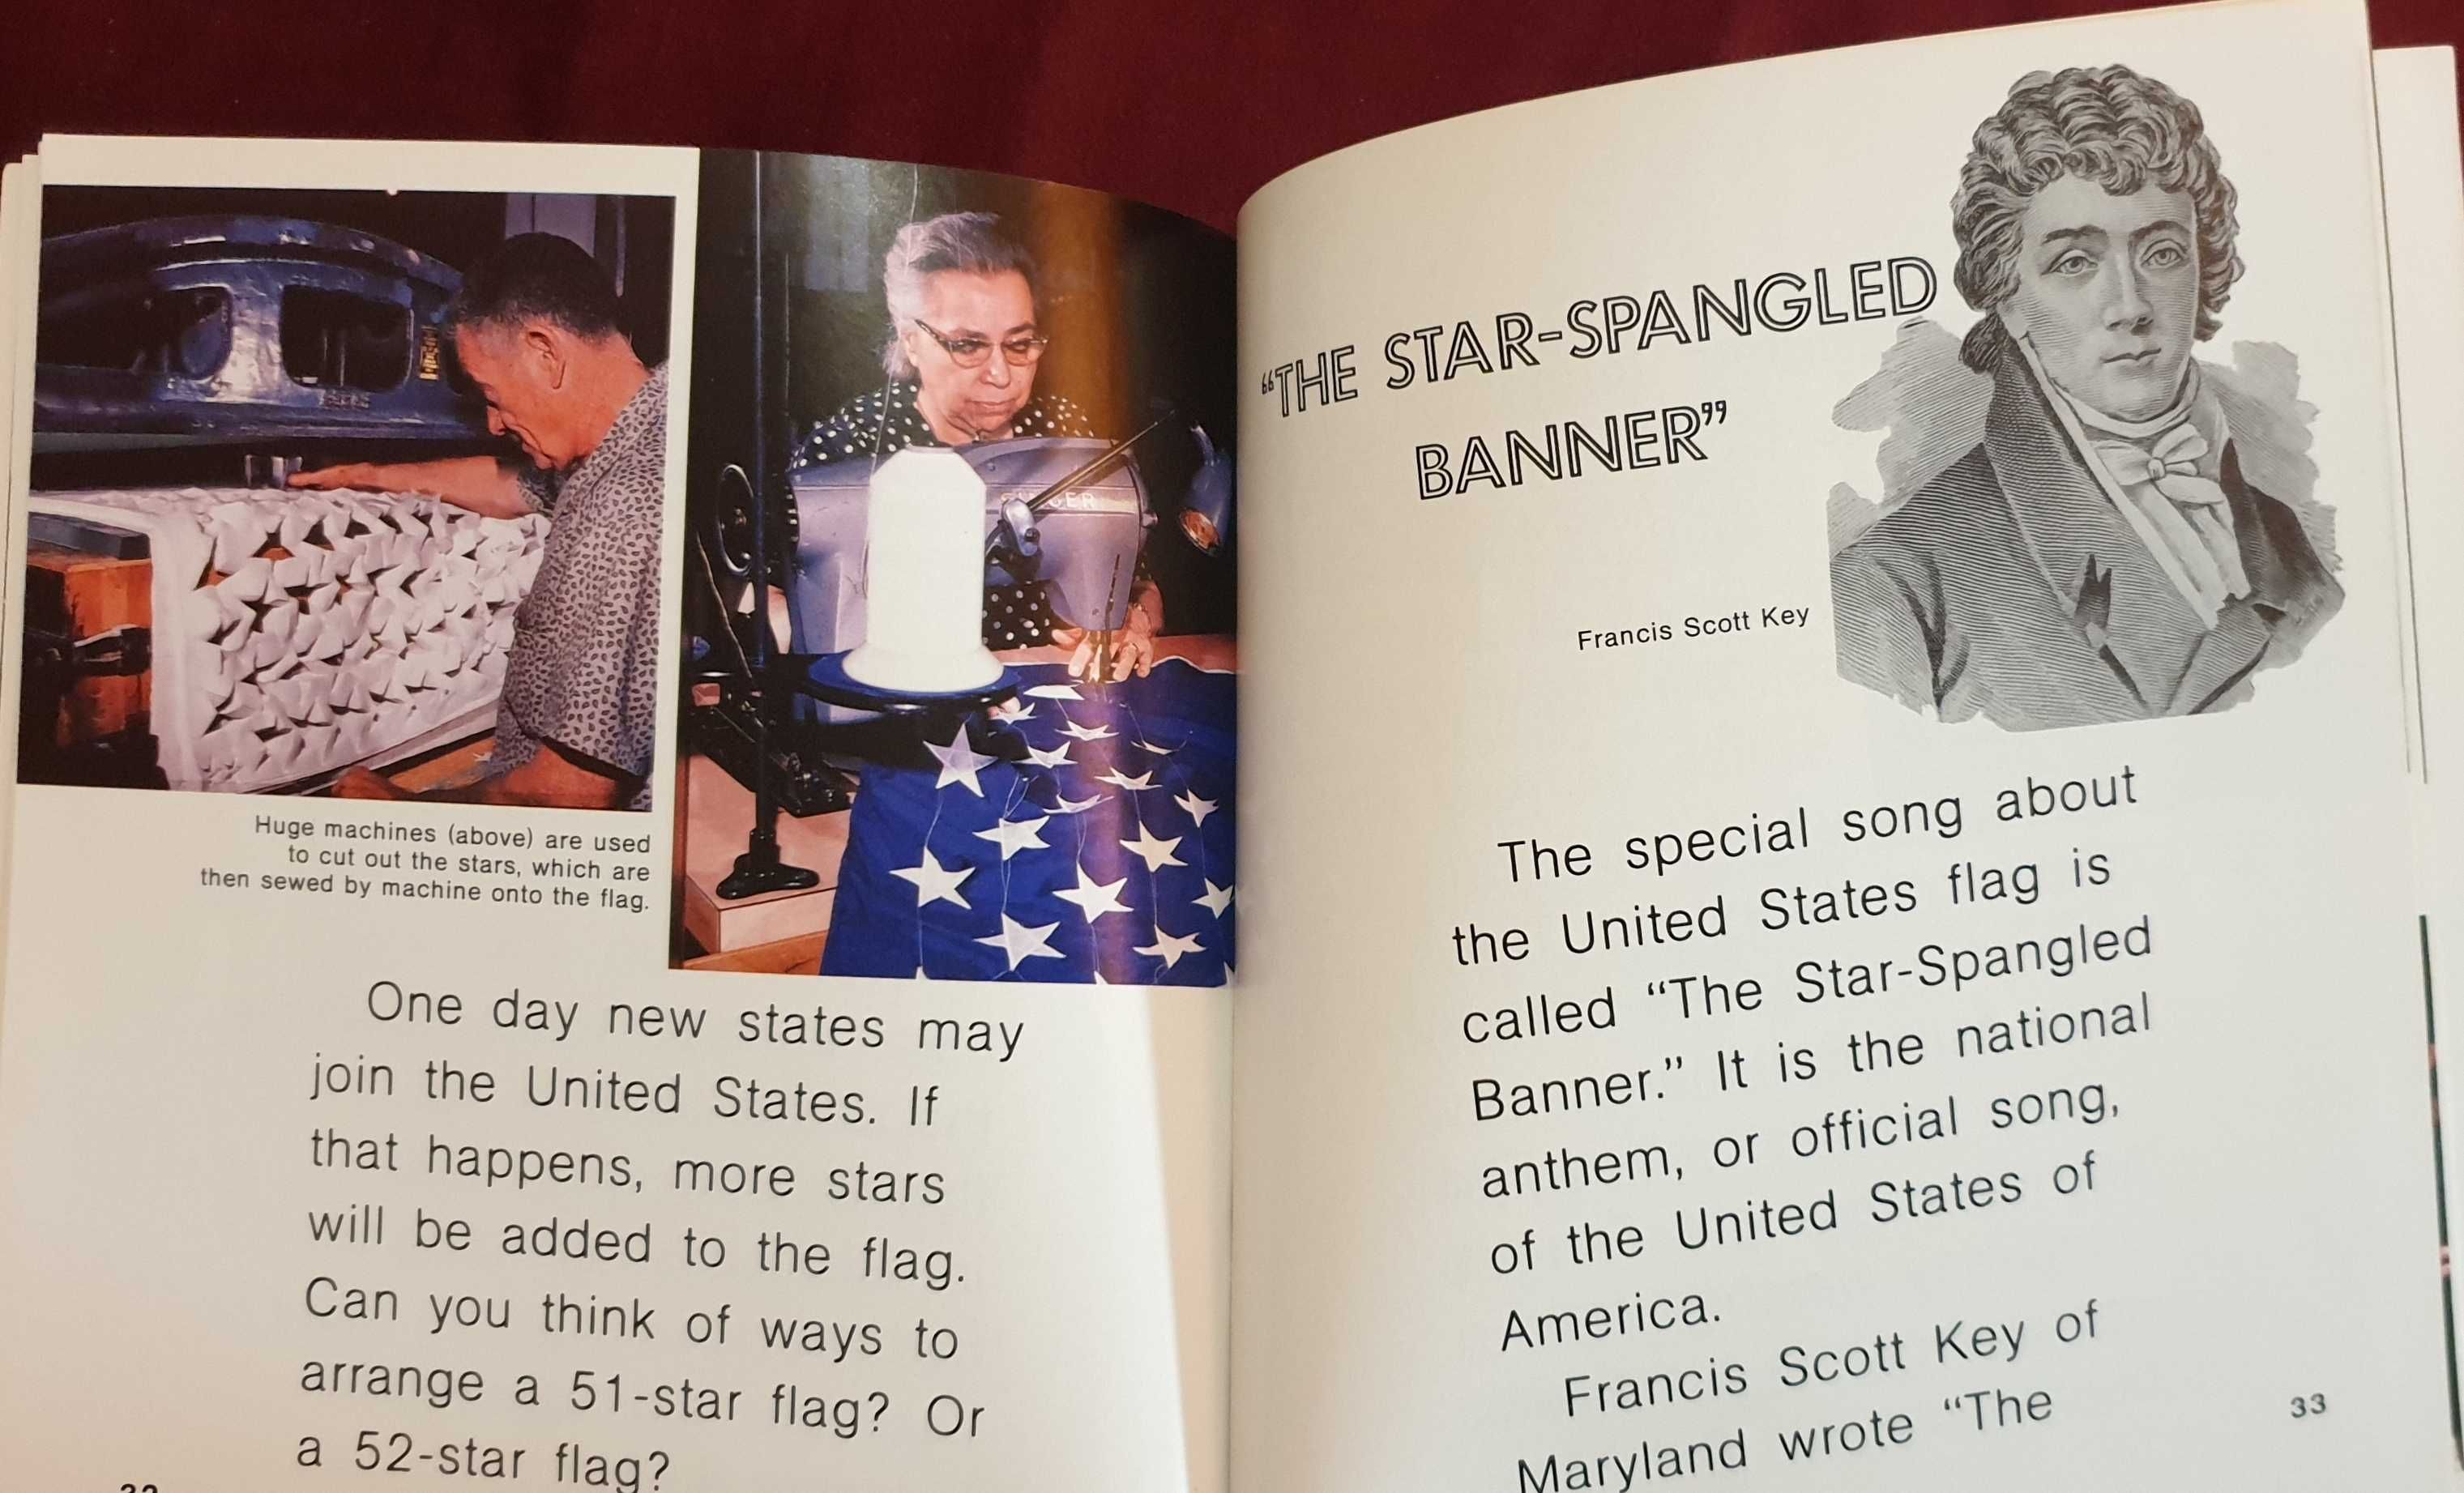 Huge machines (above) are used
to cut out the stars, which are
then sewed by machine onto the flag.
One day new states may
join the United States. If
that happens, more stars
will be added to the flag.
Can you think of ways to
arrange a 51-star flag? Or
a 52-star flag?
“THE STAR-SPANGLED
BANNER”
Francis Scott Key
The special song about
the United States flag is
called “The Star-Spangled
Banner.” It is the national
anthem, or official song,
of the United States of
America.
Francis Scott Key of
Maryland wrote “The
33